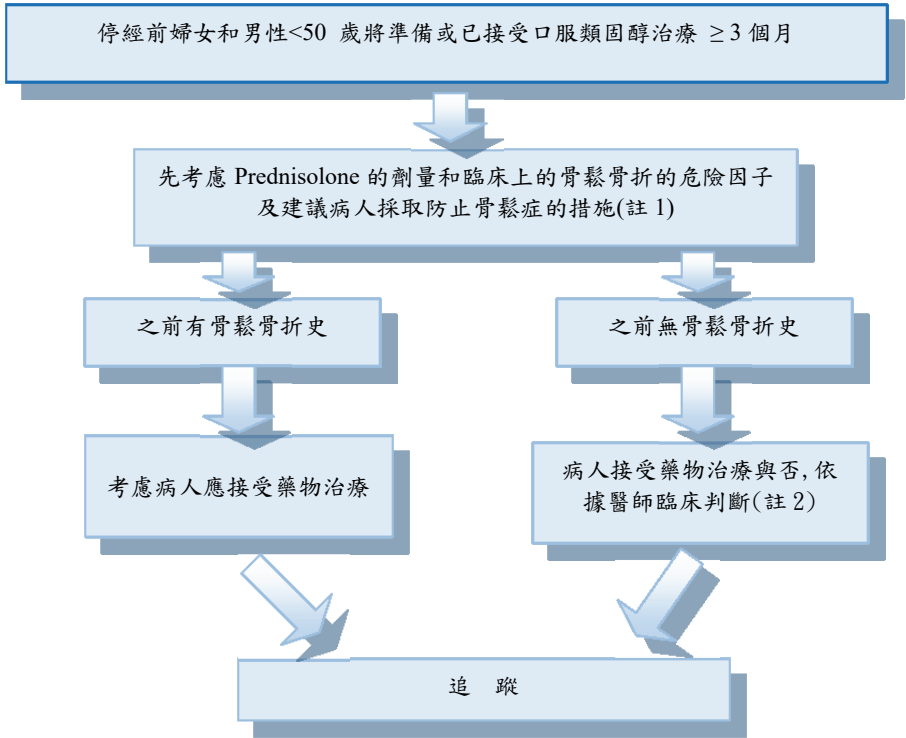 停經前婦女和男性<50 歲將準備或已接受口服類固醇治療 ≥3 個月
先考慮 Prednisolone 的劑量和臨床上的骨鬆骨折的危險因子
及建議病人採取防止骨鬆症的措施(註 1)
之前有骨鬆骨折史
之前無骨鬆骨折史
考慮病人應接受藥物治療
病人接受藥物治療與否, 依
據醫師臨床判斷(註 2)
追 蹤